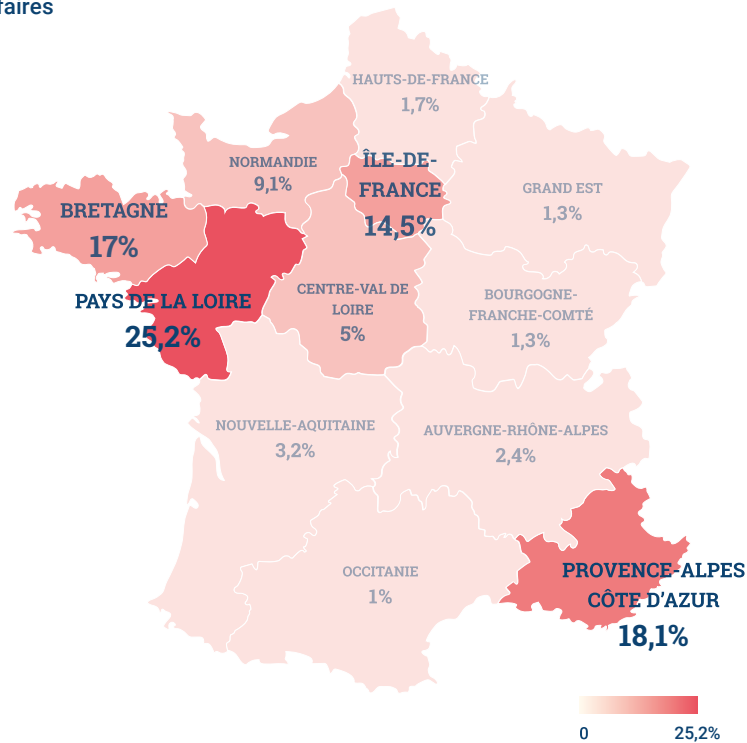 faires
HAUTS-DE-FRANCE
1,7%
NORMANDIE
9,1%
ÎLE-DE-
FRANCE
14,5%
GRAND EST
1,3%
BRETAGNE
17%
PAYS DE LA LOIRE
25,2%
CENTRE-VAL DE
LOIRE
5%
BOURGOGNE-
FRANCHE-COMTÉ
1,3%
NOUVELLE-AQUITAINE
3,2%
AUVERGNE-RHÔNE-ALPES
2,4%
OCCITANIE
1%
PROVENCE-ALPES
CÔTE D’AZUR
18,1%
0
25,2%